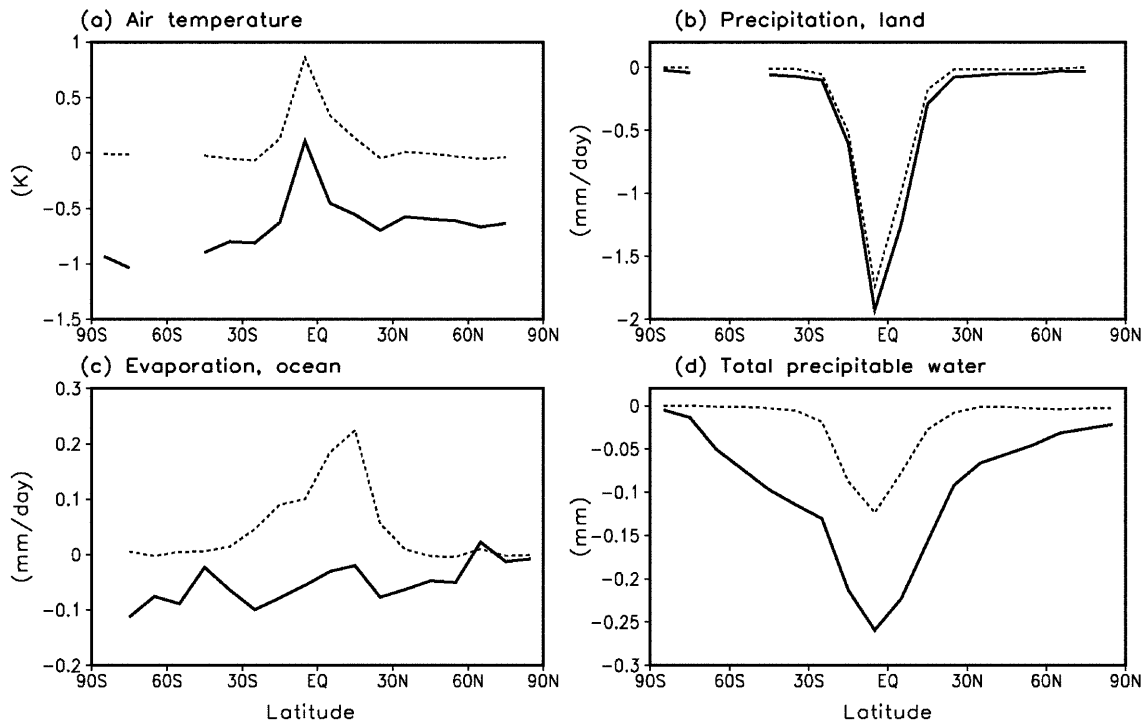 (a) Air temperature
(b) Precipitation, land
1
0.5
0
-0.5
-1
-1.5
(K)
90S 60S 30S EQ 30N 60N 90N
0
-0.5
-1
-1.5
-2
(mm/day)
90S 60S 30S EQ 30N 60N 90N
(c) Evaporation, ocean
(d) Total precipitable water
0.3
0.2
0.1
0
-0.1
-0.2
(mm/day)
90S 60S 30S EQ 30N 60N 90N
Latitude
0
-0.05
-0.1
-0.15
-0.2
-0.25
-0.3
(mm)
90S 60S 30S EQ 30N 60N 90N
Latitude